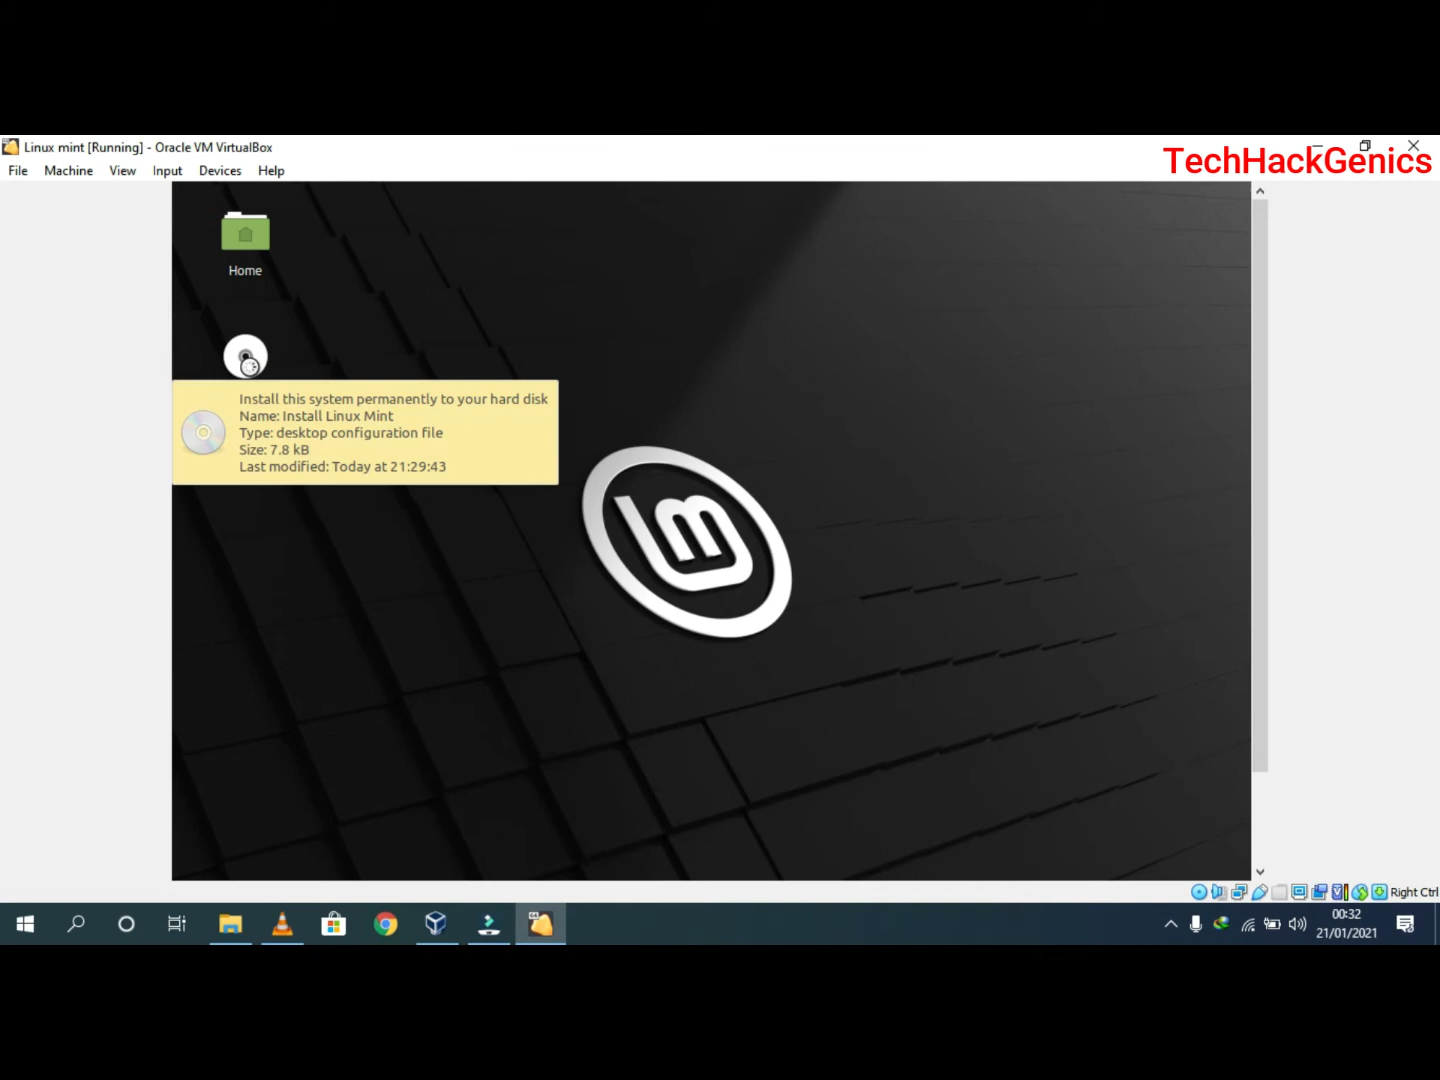 Linux mint [Running] - Oracle VM VirtualBox
TechHackGenics
File Machine View Input Devices Help
Home
Install this system permanently to your hard disk
Name: Install Linux Mint
Type: desktop configuration file
Size: 7.8 kB
Last modified: Today at 21:29:43
lm
Right Ctrl
00:32
21/01/2021